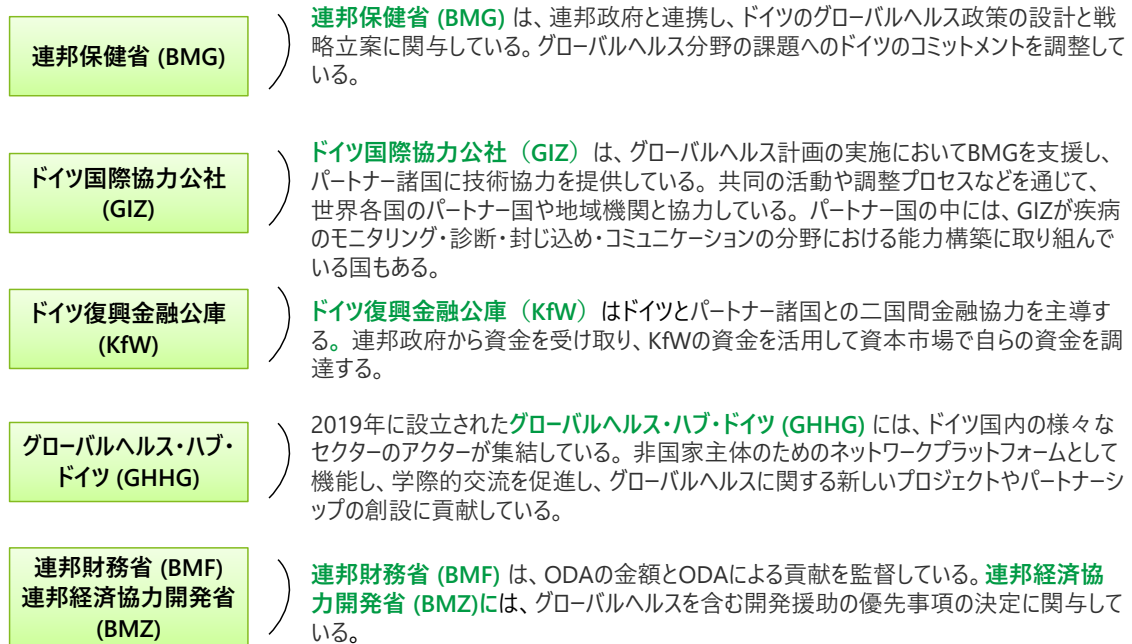 連邦保健省 (BMG)
連邦保健省 (BMG) は、連邦政府と連携し、ドイツのグローバルヘルス政策の設計と戦
略立案に関与している。グローバルヘルス分野の課題へのドイツのコミットメントを調整して
いる。
ドイツ国際協力公社
(GIZ)
ドイツ国際協力公社（GIZ）は、グローバルヘルス計画の実施においてBMGを支援し、
パートナー諸国に技術協力を提供している。共同の活動や調整プロセスなどを通じて、
世界各国のパートナー国や地域機関と協力している。パートナー国の中には、GIZが疾病
のモニタリング・診断・封じ込め・コミュニケーションの分野における能力構築に取り組んで
いる国もある。
ドイツ復興金融公庫
(KfW)
ドイツ復興金融公庫（KfW）はドイツとパートナー諸国との二国間金融協力を主導す
る。連邦政府から資金を受け取り、KfWの資金を活用して資本市場で自らの資金を調
達する。
グローバルヘルス・ハブ・
ドイツ (GHHG)
2019年に設立されたグローバルヘルス・ハブ・ドイツ (GHHG) には、ドイツ国内の様々な
セクターのアクターが集結している。非国家主体のためのネットワークプラットフォームとして
機能し、学際的交流を促進し、グローバルヘルスに関する新しいプロジェクトやパートナーシ
ップの創設に貢献している。
連邦財務省 (BMF)
連邦経済協力開発省
(BMZ)
連邦財務省 (BMF) は、ODAの金額とODAによる貢献を監督している。連邦経済協
力開発省 (BMZ)には、グローバルヘルスを含む開発援助の優先事項の決定に関与して
いる。